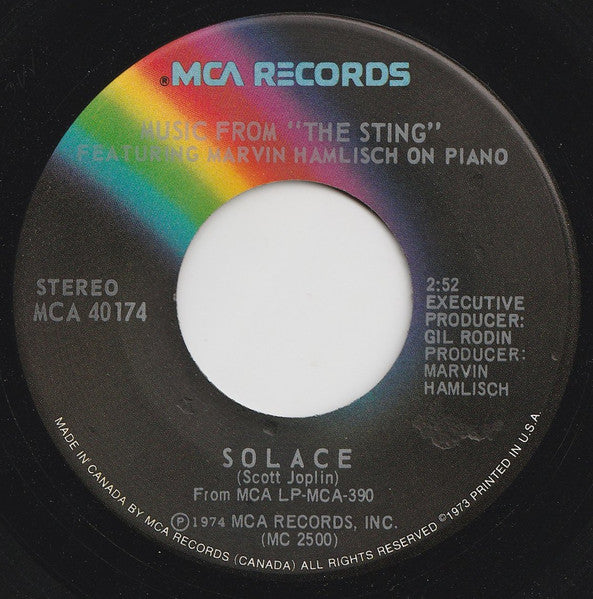 ®MCA RECORDS
MUSIC FROM "THE STING"
FEATURING MARVIN HAMLISCH ON PIANO
STEREO
MCA 40174
2:52
EXECUTIVE
PRODUCER:
GIL RODIN
PRODUCER:
MARVIN
HAMLISCH
SOLACE
(Scott Joplin)
From MCA LP-MCA-390
℗1974 MCA RECORDS, INC.
(MC 2500)
MADE IN CANADA BY MCA RECORDS (CANADA) ALL RIGHTS RESERVED ©1973 PRINTED IN U.S.A.